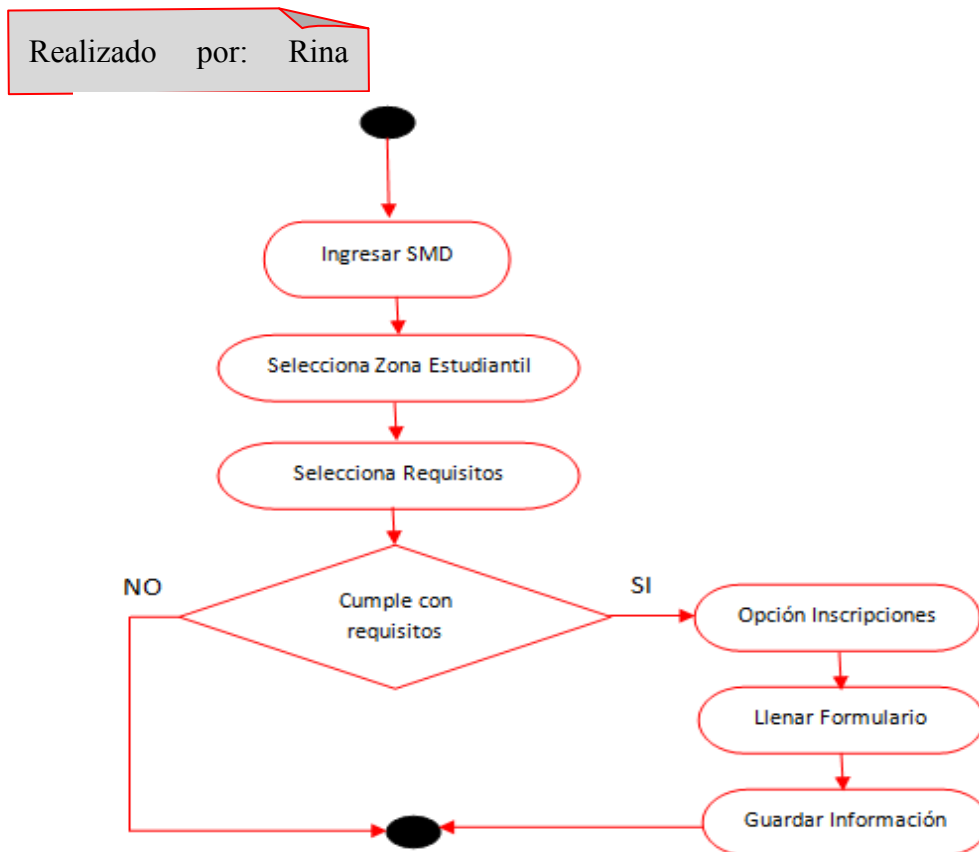 Realizado por: Rina
Ingresar SMD
Selecciona Zona Estudiantil
Selecciona Requisitos
NO
SI
Cumple con
requisitos
Opción Inscripciones
Llenar Formulario
Guardar Información